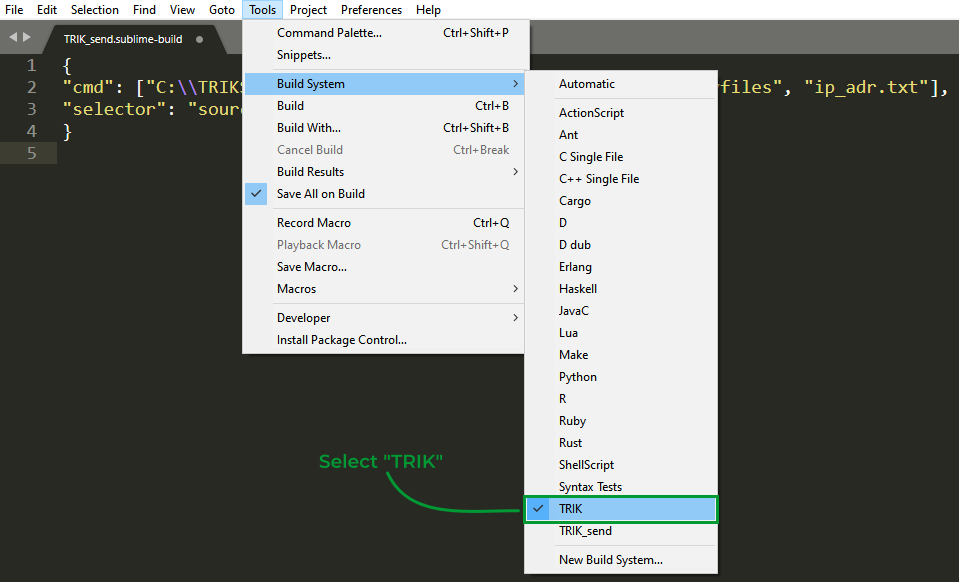 File Edit Selection Find View Goto Tools Project Preferences Help
TRIK_send.sublime-build
1 {
2 "cmd": ["C:\\TRIKS files", "ip_adr.txt"],
3 "selector": "sour
4 }
5
Command Palette... Ctrl+Shift+P
Snippets...
Build System
Build Ctrl+B
Build With... Ctrl+Shift+B
Cancel Build Ctrl+Break
Build Results
Save All on Build
Record Macro Ctrl+Q
Playback Macro Ctrl+Shift+Q
Save Macro...
Macros
Developer
Install Package Control...
Automatic
ActionScript
Ant
C Single File
C++ Single File
Cargo
D
D dub
Erlang
Haskell
JavaC
Lua
Make
Python
R
Ruby
Rust
ShellScript
Syntax Tests
TRIK
TRIK_send
New Build System...
Select "TRIK"